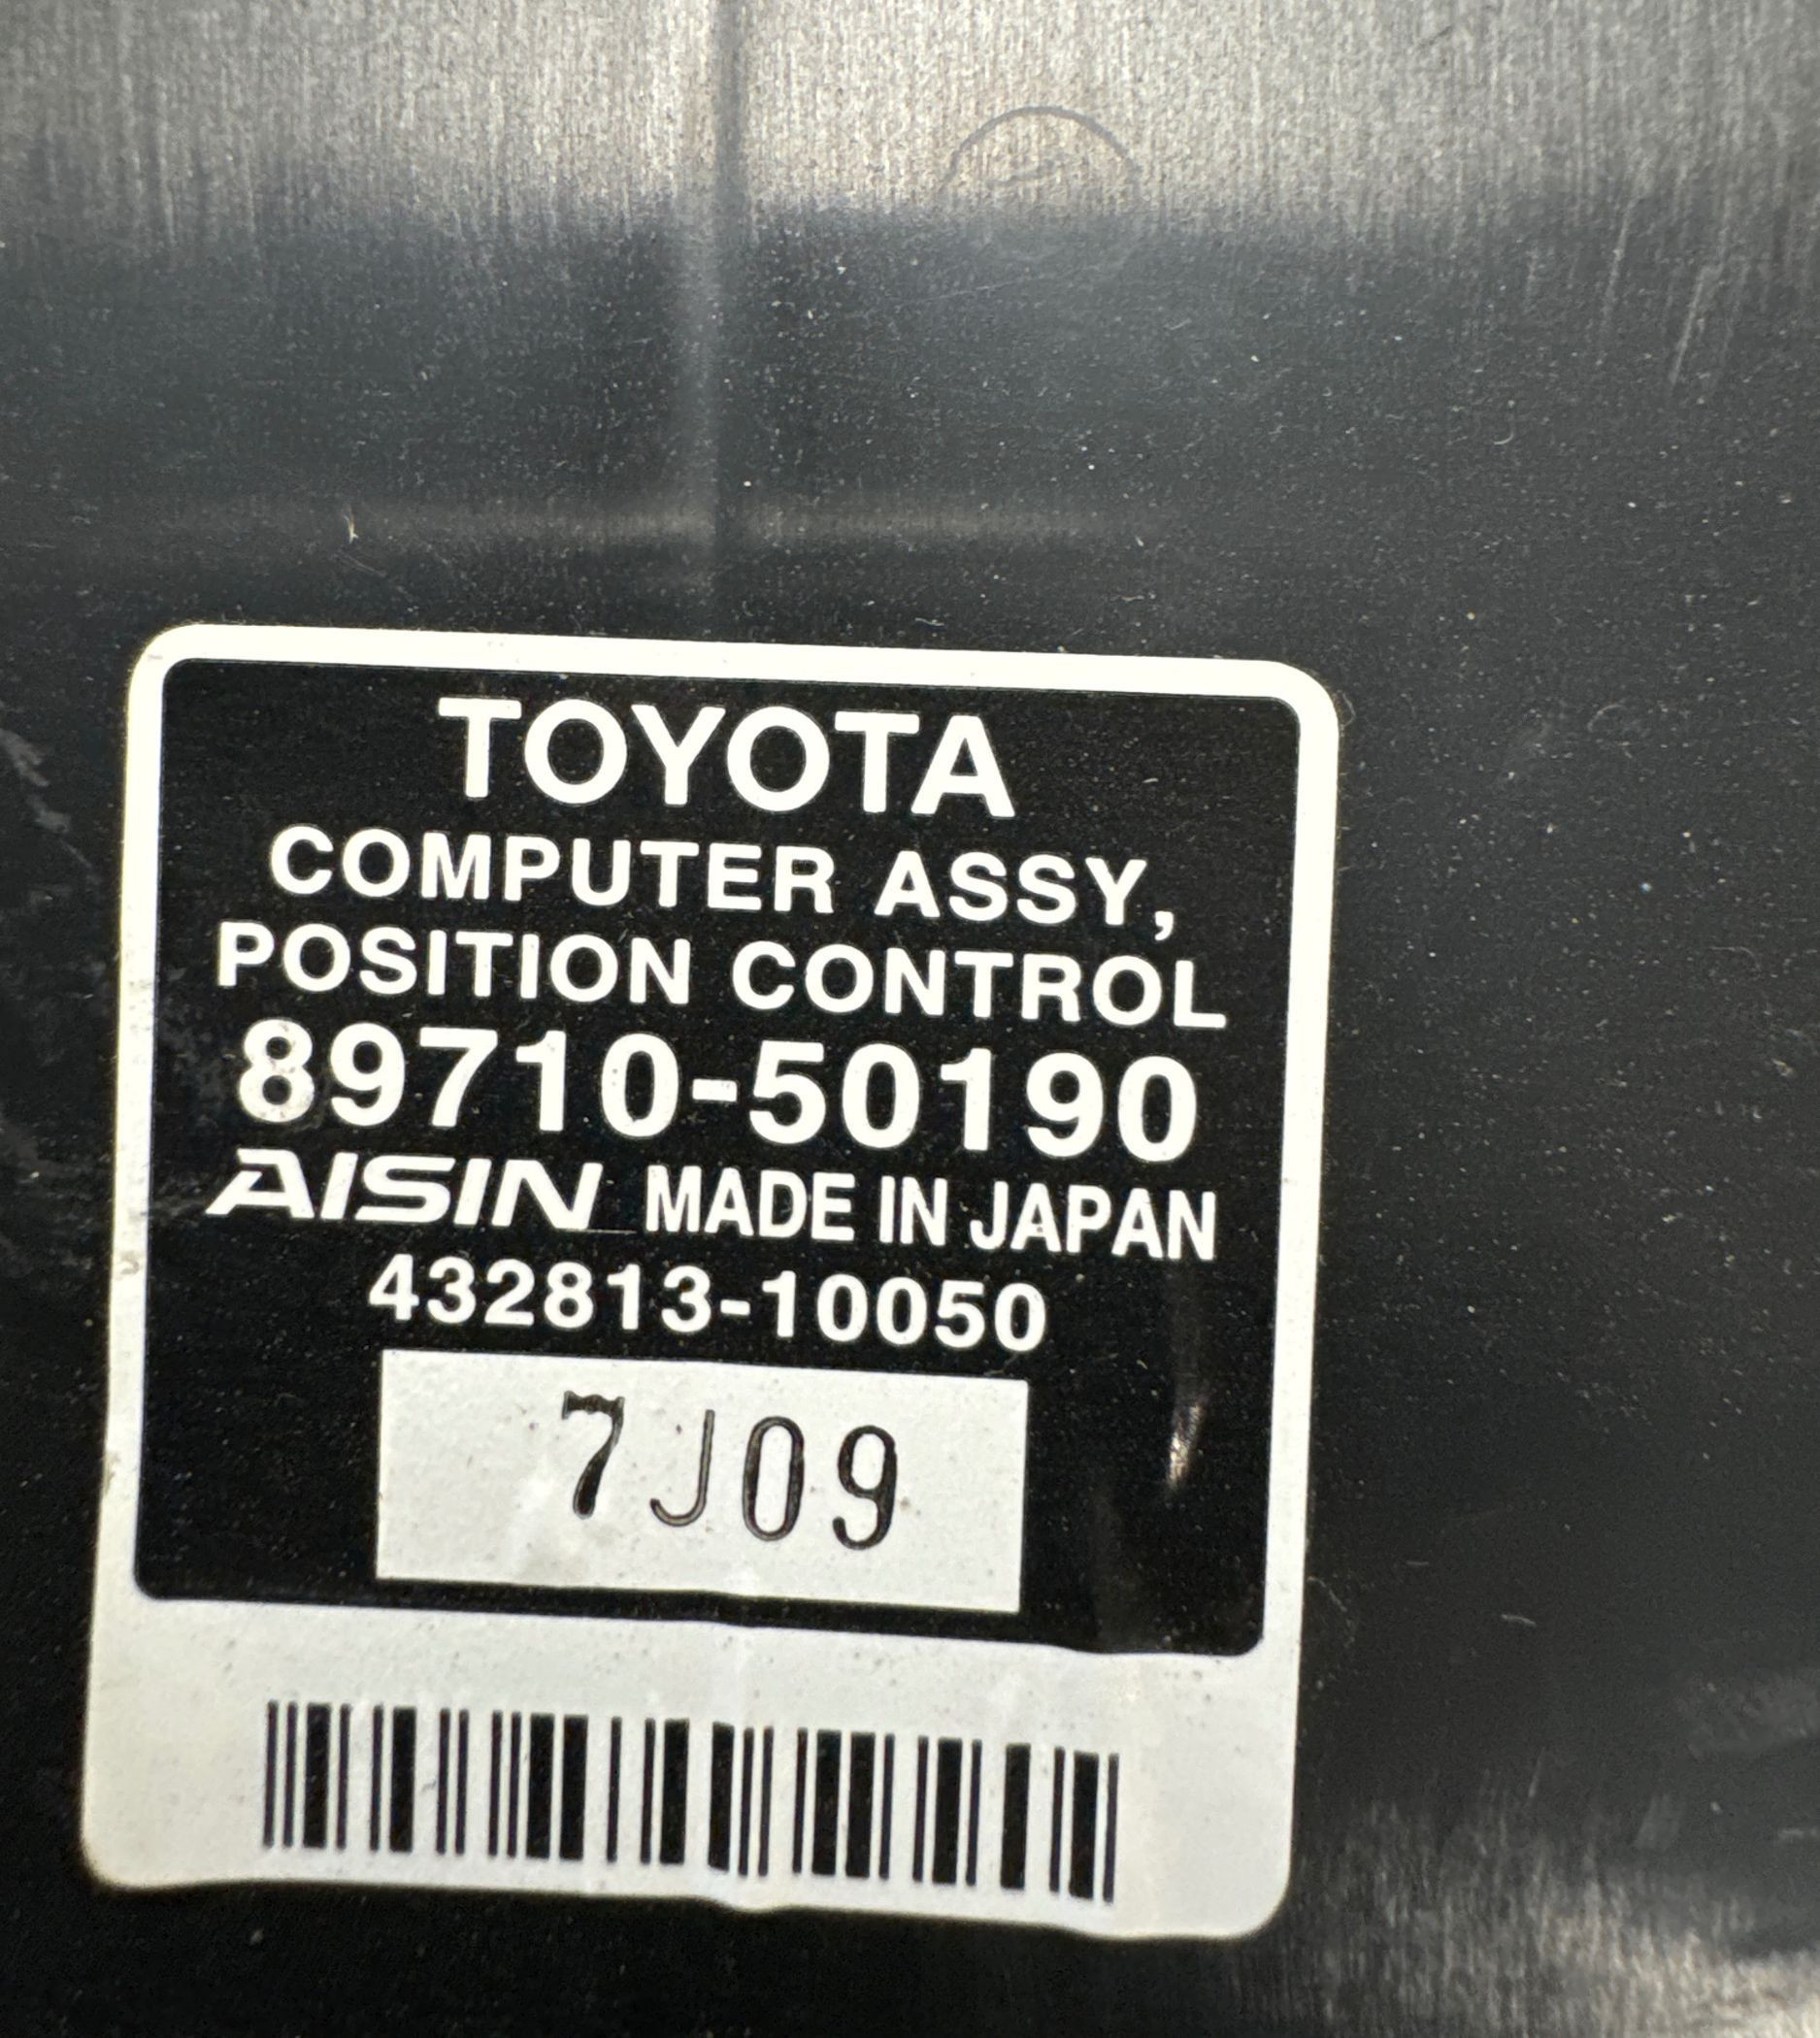 TOYOTA
COMPUTER ASSY,
POSITION CONTROL
89710-50190
AISIN MADE IN JAPAN
432813-10050
7J09